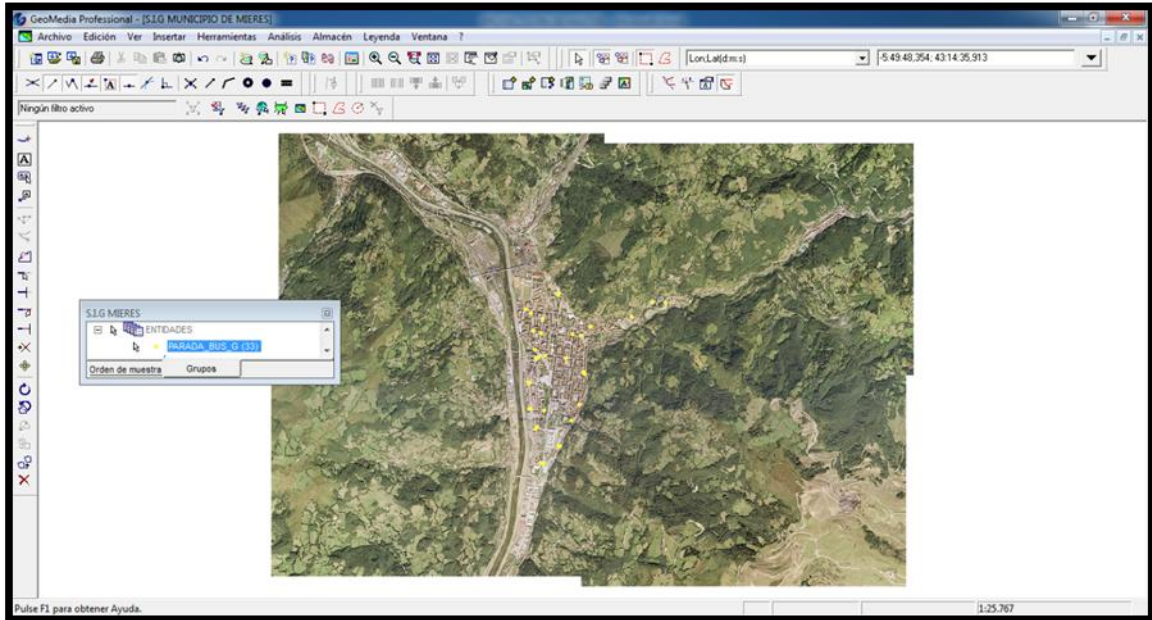 GeoMedia Professional - [S.I.G MUNICIPIO DE MIERES]
Archivo Edición Ver Insertar Herramientas Análisis Almacén Leyenda Ventana ?
Lon,Lat(d:m:s)
-5:49:48,354; 43:14:35,913
Ningún filtro activo
S.I.G MIERES
ENTIDADES
PARADA_BUS_G (33)
Orden de muestra Grupos
Pulse F1 para obtener Ayuda.
1:25.767